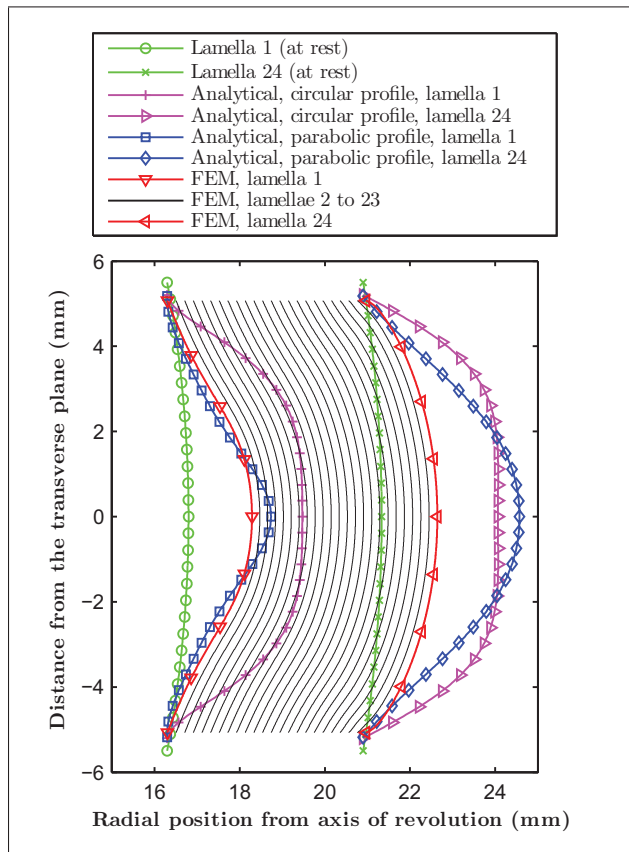 Lamella 1 (at rest)
Lamella 24 (at rest)
Analytical, circular profile, lamella 1
Analytical, circular profile, lamella 24
Analytical, parabolic profile, lamella 1
Analytical, parabolic profile, lamella 24
FEM, lamella 1
FEM, lamellae 2 to 23
FEM, lamella 24
6
4
2
0
−2
−4
−6
Distance from the transverse plane (mm)
16 18 20 22 24
Radial position from axis of revolution (mm)